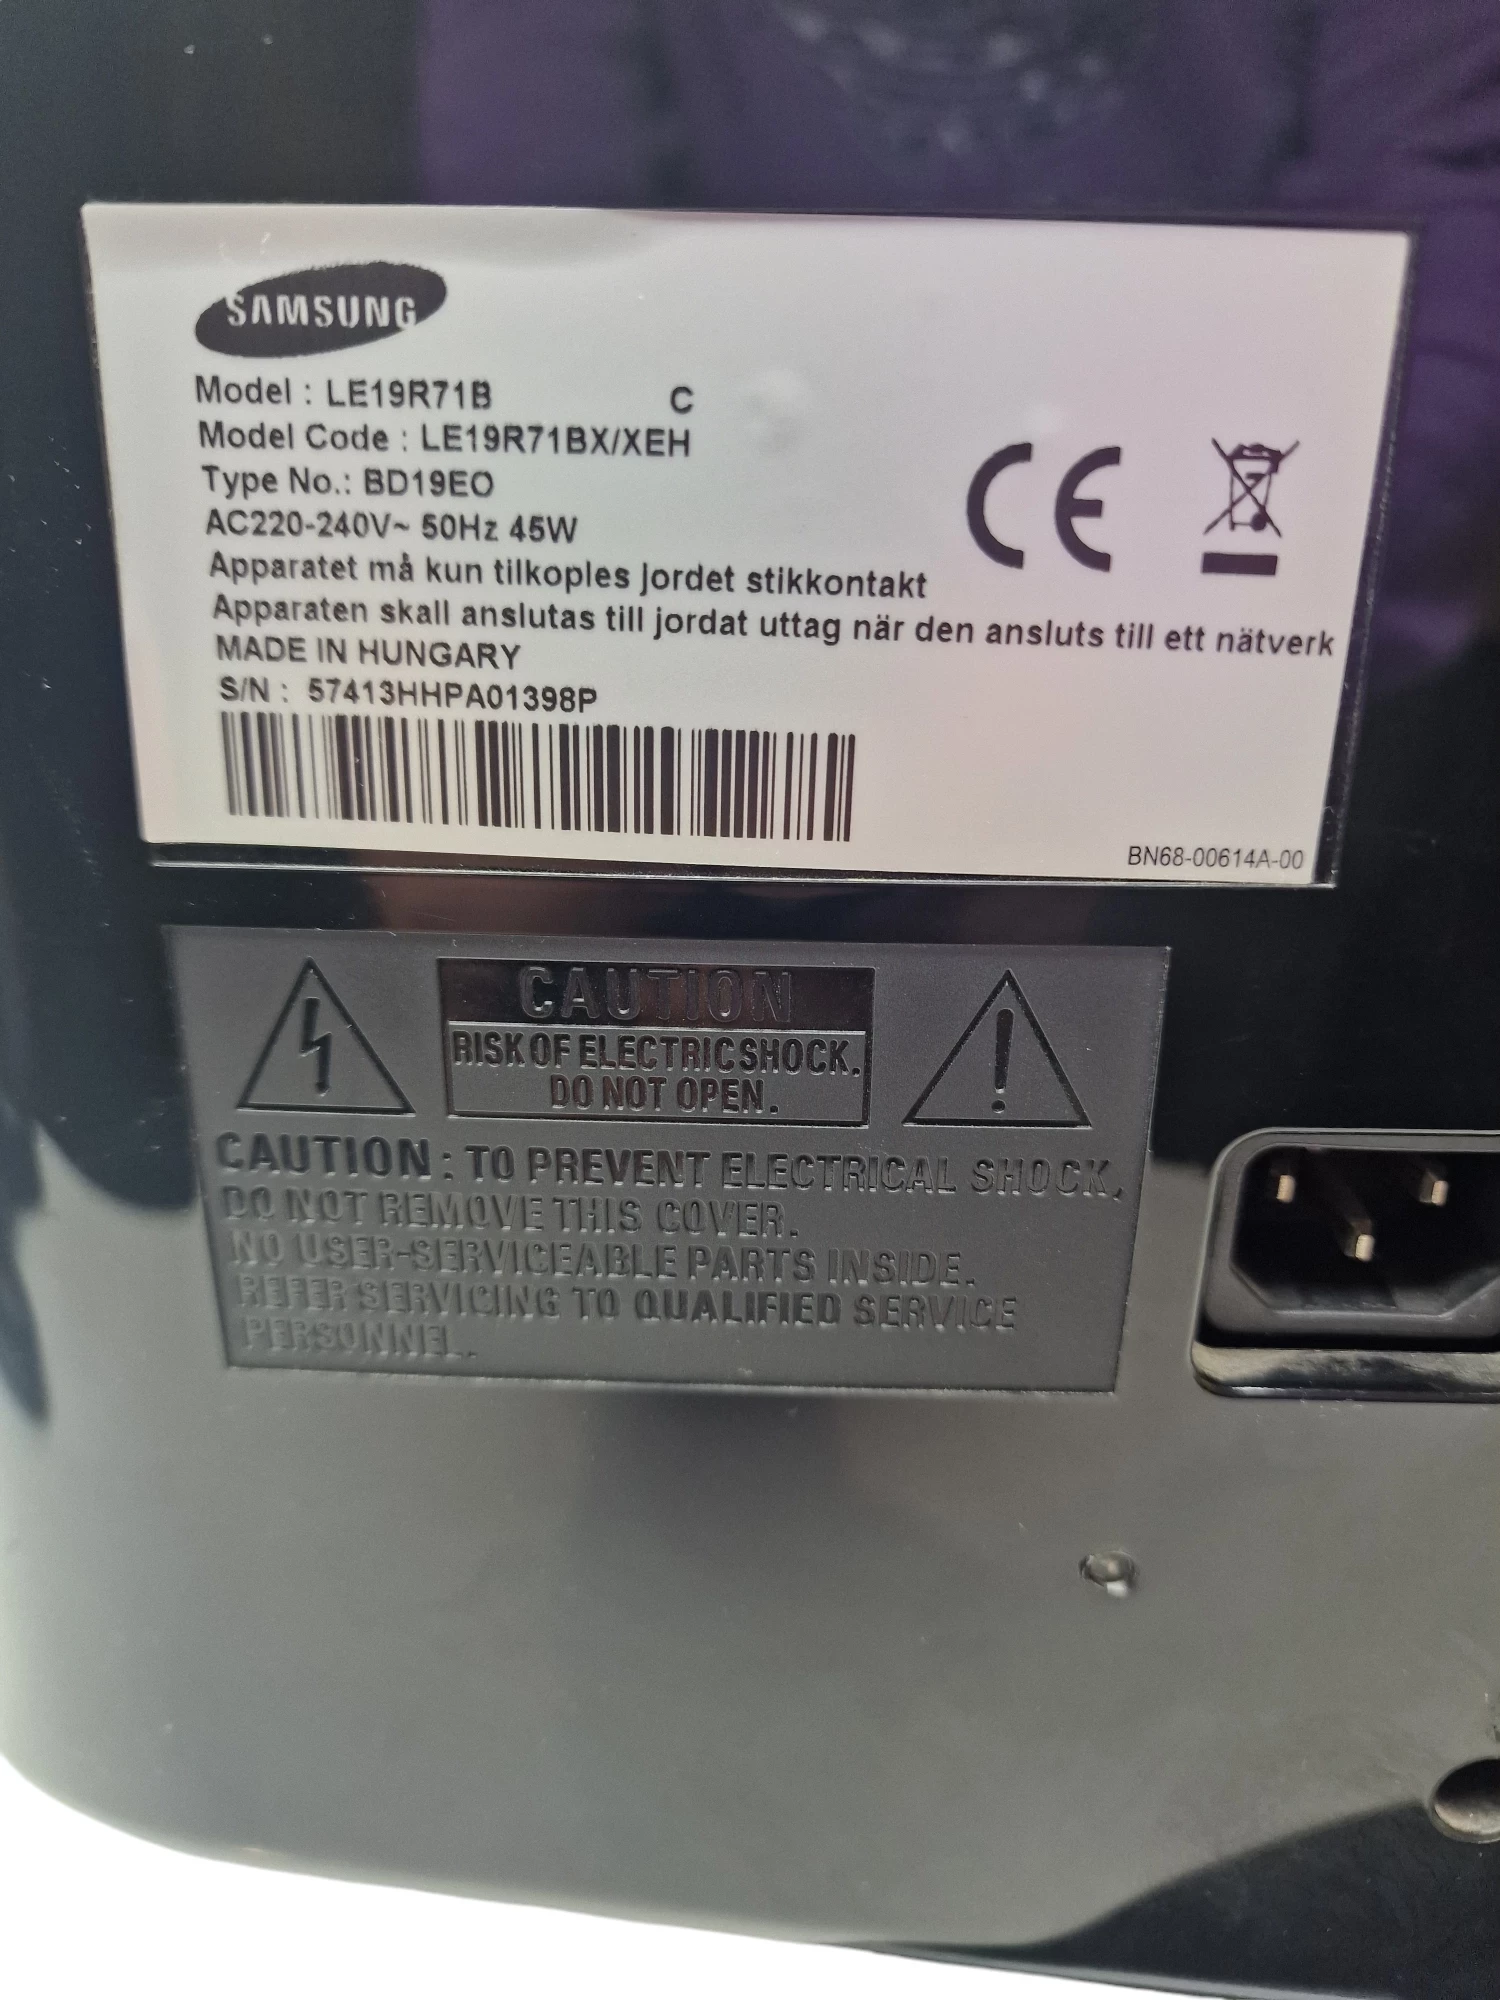 SAMSUNG
Model : LE19R71B C
Model Code : LE19R71BX/XEH
Type No.: BD19EO
AC220-240V~ 50Hz 45W
Apparatet må kun tilkoples jordet stikkontakt
Apparaten skall anslutas till jordat uttag när den ansluts till ett nätverk
MADE IN HUNGARY
S/N : 57413HHPA01398P
CE
BN68-00614A-00
CAUTION
RISK OF ELECTRIC SHOCK.
DO NOT OPEN.
CAUTION : TO PREVENT ELECTRICAL SHOCK,
DO NOT REMOVE THIS COVER.
NO USER-SERVICEABLE PARTS INSIDE.
REFER SERVICING TO QUALIFIED SERVICE
PERSONNEL.